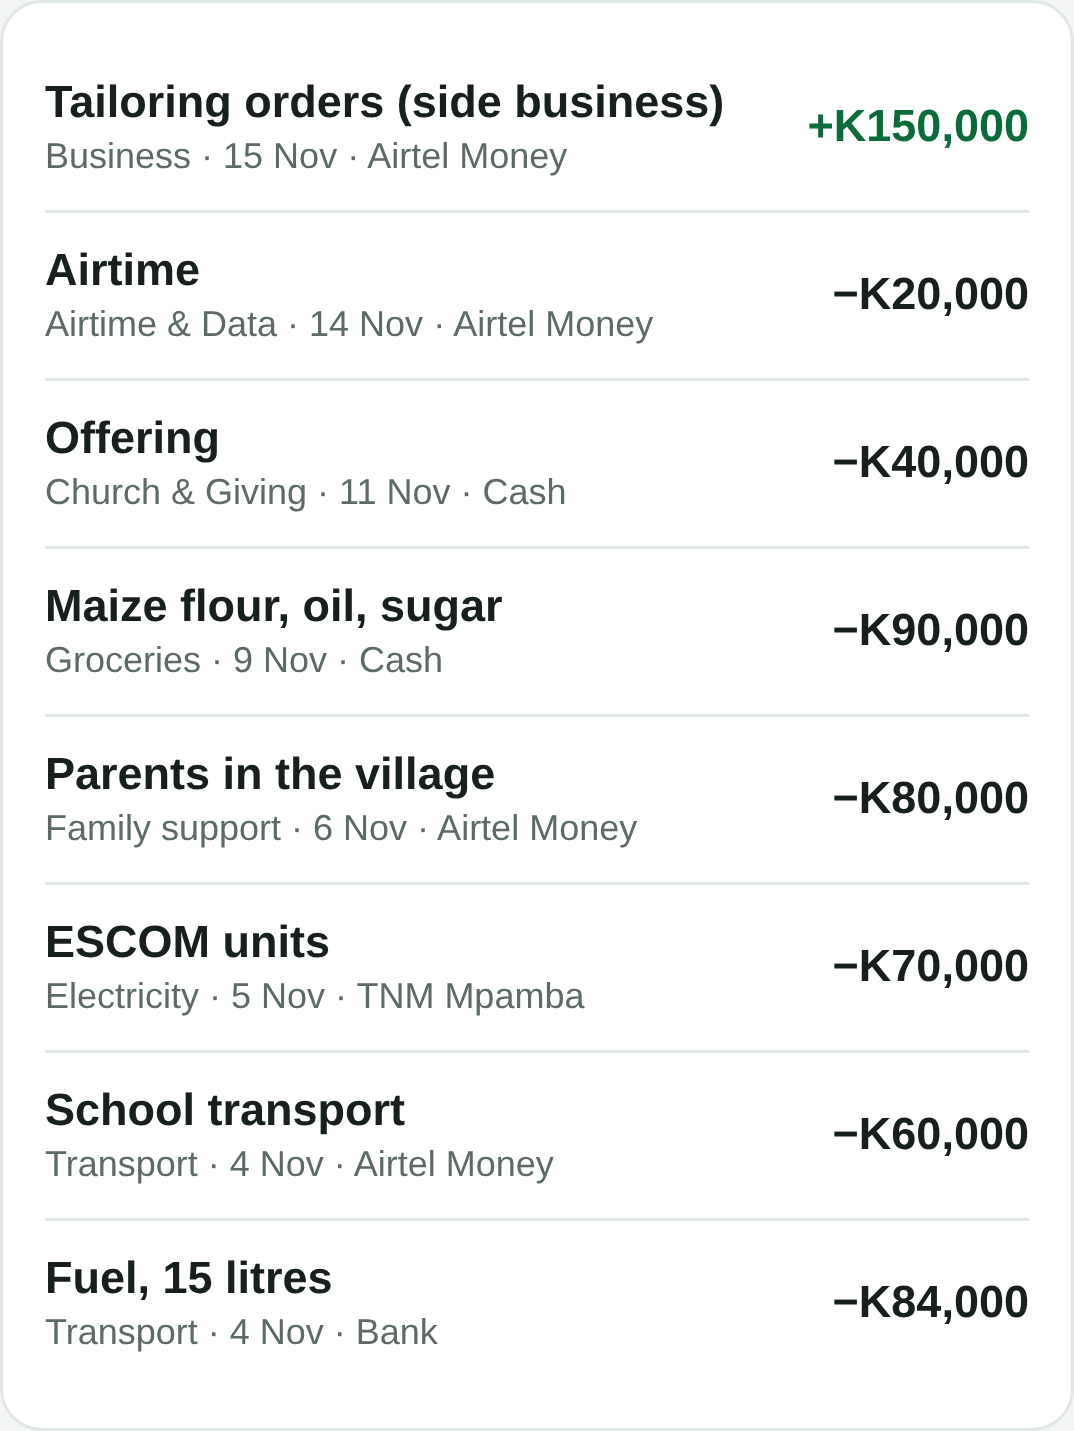 Tailoring orders (side business)
+K150,000
Business · 15 Nov · Airtel Money
Airtime
−K20,000
Airtime & Data · 14 Nov · Airtel Money
Offering
−K40,000
Church & Giving · 11 Nov · Cash
Maize flour, oil, sugar
−K90,000
Groceries · 9 Nov · Cash
Parents in the village
−K80,000
Family support · 6 Nov · Airtel Money
ESCOM units
−K70,000
Electricity · 5 Nov · TNM Mpamba
School transport
−K60,000
Transport · 4 Nov · Airtel Money
Fuel, 15 litres
−K84,000
Transport · 4 Nov · Bank